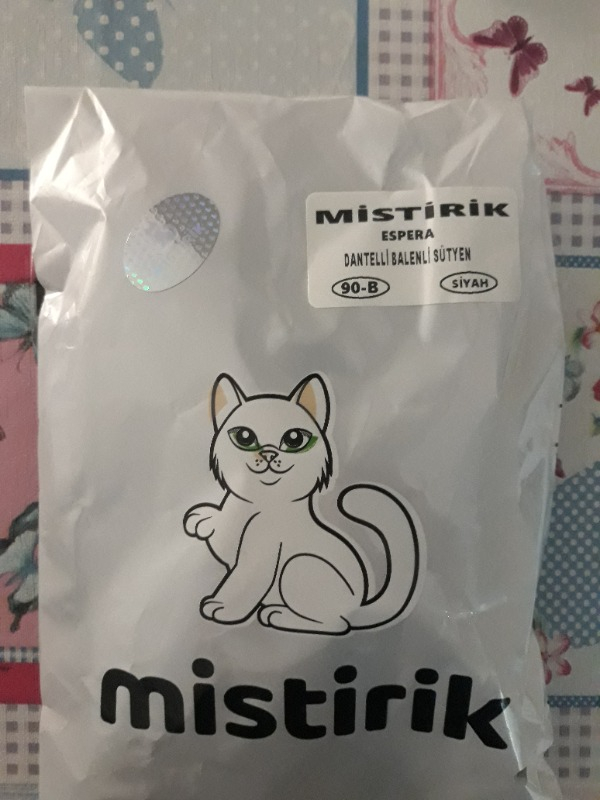 MİSTİRİK
ESPERA
DANTELLİ BALENLİ SÜTYEN
90-B SİYAH
mistirik